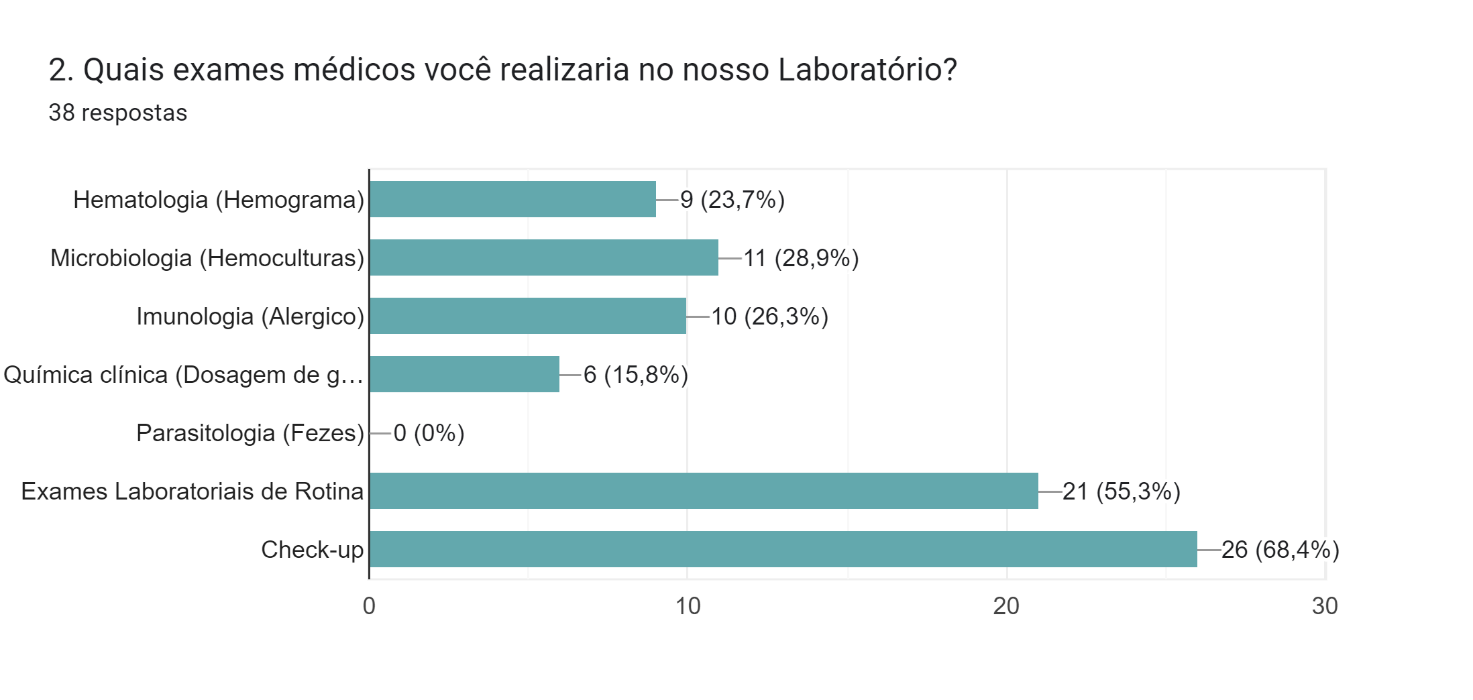 2. Quais exames médicos você realizaria no nosso Laboratório?
38 respostas
Hematologia (Hemograma) 9 (23,7%)
Microbiologia (Hemoculturas) 11 (28,9%)
Imunologia (Alergico) 10 (26,3%)
Química clínica (Dosagem de g… 6 (15,8%)
Parasitologia (Fezes) 0 (0%)
Exames Laboratoriais de Rotina 21 (55,3%)
Check-up 26 (68,4%)
0 10 20 30